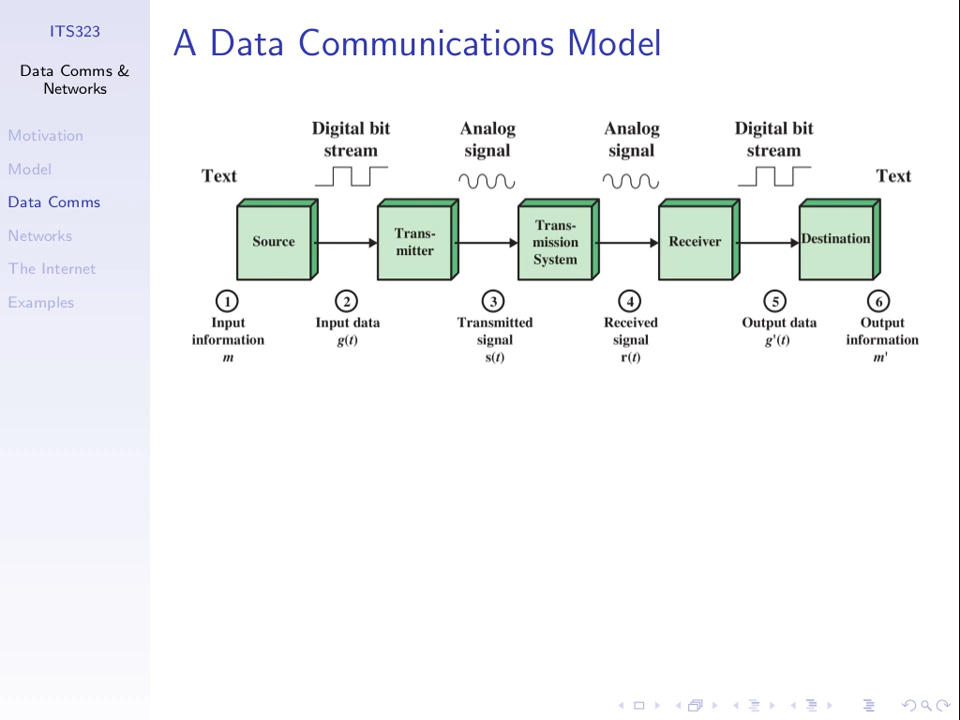 ITS323
Data Comms &
Networks
Motivation
Model
Data Comms
Networks
The Internet
Examples
A Data Communications Model
Text
Digital bit
stream
Analog
signal
Analog
signal
Digital bit
stream
Text
Source
Trans-
mitter
Trans-
mission
System
Receiver
Destination
1
Input
information
m
2
Input data
g(t)
3
Transmitted
signal
s(t)
4
Received
signal
r(t)
5
Output data
g'(t)
6
Output
information
m'